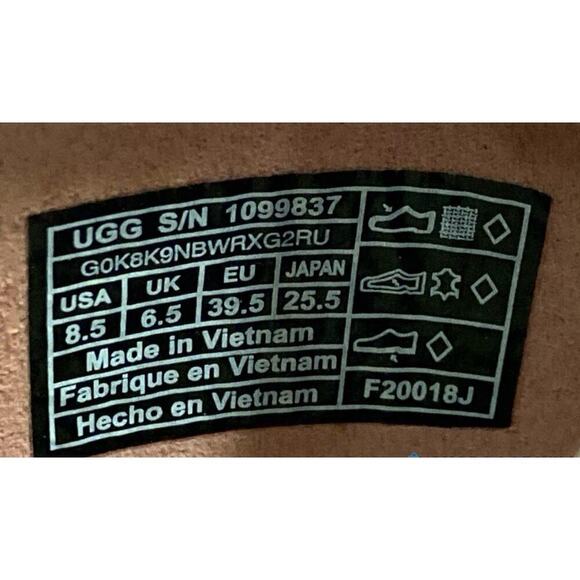 UGG S/N 1099837
G0K8K9NBWRXG2RU
USA UK EU JAPAN
8.5 6.5 39.5 25.5
Made in Vietnam
Fabrique en Vietnam
Hecho en Vietnam
F20018J